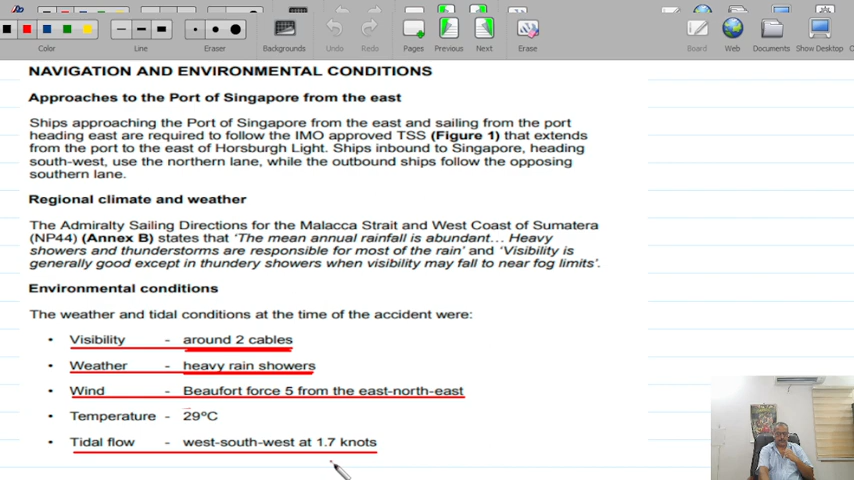 Color
Line
Eraser
Backgrounds
Undo
Redo
Pages
Previous
Next
Erase
Board
Web
Documents
Show Desktop
NAVIGATION AND ENVIRONMENTAL CONDITIONS
Approaches to the Port of Singapore from the east
Ships approaching the Port of Singapore from the east and sailing from the port
heading east are required to follow the IMO approved TSS (Figure 1) that extends
from the port to the east of Horsburgh Light. Ships inbound to Singapore, heading
south-west, use the northern lane, while the outbound ships follow the opposing
southern lane.
Regional climate and weather
The Admiralty Sailing Directions for the Malacca Strait and West Coast of Sumatera
(NP44) (Annex B) states that ‘The mean annual rainfall is abundant… Heavy
showers and thunderstorms are responsible for most of the rain’ and ‘Visibility is
generally good except in thundery showers when visibility may fall to near fog limits’.
Environmental conditions
The weather and tidal conditions at the time of the accident were:
• Visibility - around 2 cables
• Weather - heavy rain showers
• Wind - Beaufort force 5 from the east-north-east
• Temperature - 29°C
• Tidal flow - west-south-west at 1.7 knots